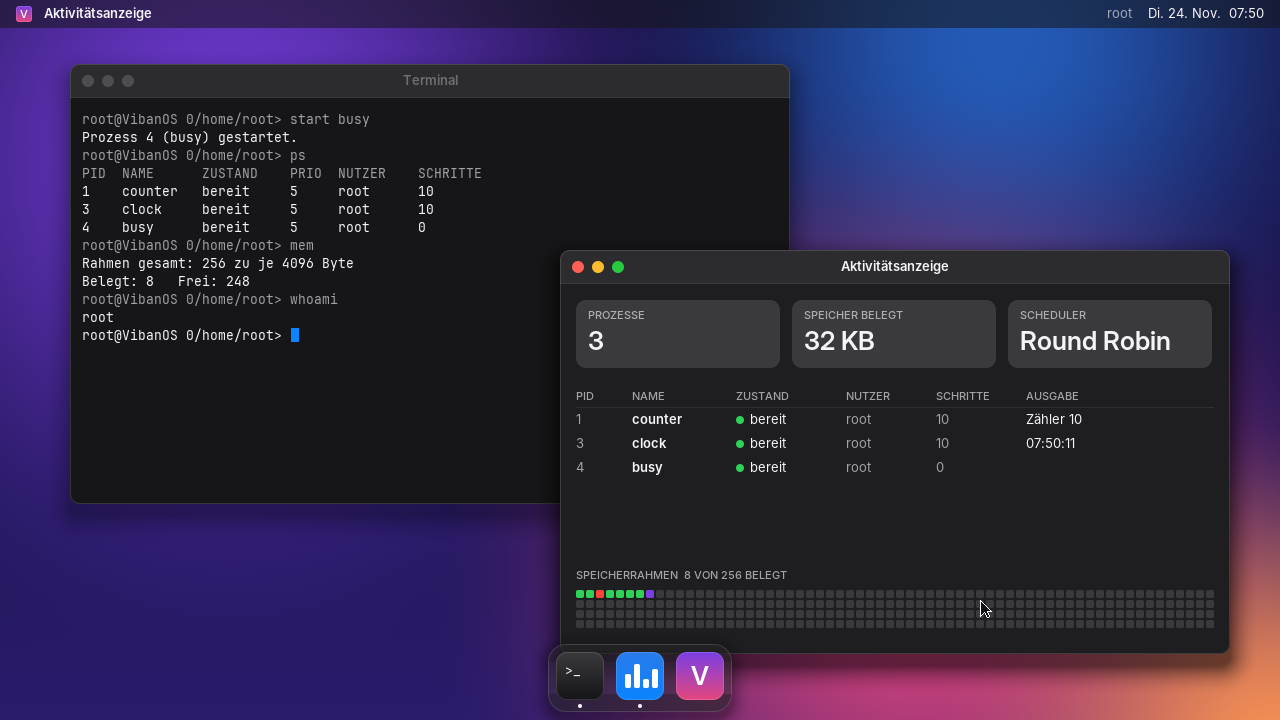 V Aktivitätsanzeige
root Di. 24. Nov. 07:50
Terminal
root@VibanOS 0/home/root> start busy
Prozess 4 (busy) gestartet.
root@VibanOS 0/home/root> ps
PID NAME ZUSTAND PRIO NUTZER SCHRITTE
1 counter bereit 5 root 10
3 clock bereit 5 root 10
4 busy bereit 5 root 0
root@VibanOS 0/home/root> mem
Rahmen gesamt: 256 zu je 4096 Byte
Belegt: 8 Frei: 248
root@VibanOS 0/home/root> whoami
root
root@VibanOS 0/home/root>
Aktivitätsanzeige
PROZESSE
3
SPEICHER BELEGT
32 KB
SCHEDULER
Round Robin
PID NAME ZUSTAND NUTZER SCHRITTE AUSGABE
1 counter bereit root 10 Zähler 10
3 clock bereit root 10 07:50:11
4 busy bereit root 0
SPEICHERRAHMEN 8 VON 256 BELEGT
>_
V